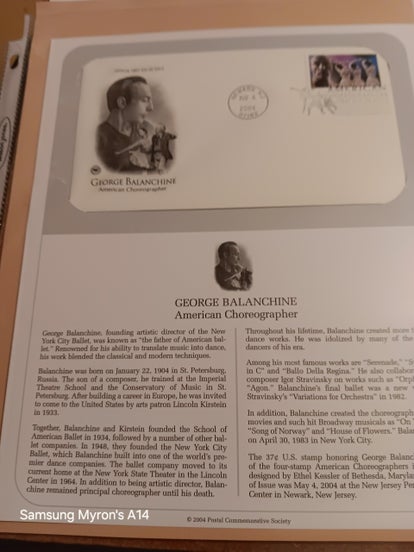 GEORGE BALANCHINE
American Choreographer
NEWARK NJ
2004
AMERICAN
GEORGE BALANCHINE
American Choreographer
George Balanchine, founding artistic director of the New
York City Ballet, was known as "the father of American bal-
let." Renowned for his ability to translate music into dance,
his work blended the classical and modern techniques.
Balanchine was born on January 22, 1904 in St. Petersburg,
Russia. The son of a composer, he trained at the Imperial
Theatre School and the Conservatory of Music in St.
Petersburg. After building a career in Europe, he was invited
to come to the United States by arts patron Lincoln Kirstein
in 1933.
Together, Balanchine and Kirstein founded the School of
American Ballet in 1934, followed by a number of other bal-
let companies. In 1948, they founded the New York City
Ballet, which Balanchine built into one of the world's pre-
mier dance companies. The ballet company moved to its
current home at the New York State Theater in the Lincoln
Center in 1964. In addition to being artistic director, Balan-
chine remained principal choreographer until his death.
Throughout his lifetime, Balanchine created more
dance works. He was idolized by many of
dancers of his era.
Among his most famous works are "Serenade,"
in C" and "Ballo Della Regina." He also collabor
composer Igor Stravinsky on works such as "Orph
"Agon." Balanchine's final ballet was a new
Stravinsky's "Variations for Orchestra" in 1982.
In addition, Balanchine created the choreograph
movies and such hit Broadway musicals as "On
"Song of Norway" and "House of Flowers." Bala
on April 30, 1983 in New York City.
The 37¢ U.S. stamp honoring George Balanc
of the four-stamp American Choreographers
designed by Ethel Kessler of Bethesda, Maryla
of Issue was May 4, 2004 at the New Jersey Per
Center in Newark, New Jersey.
© 2004 Postal Commemorative Society
Samsung Myron's A14